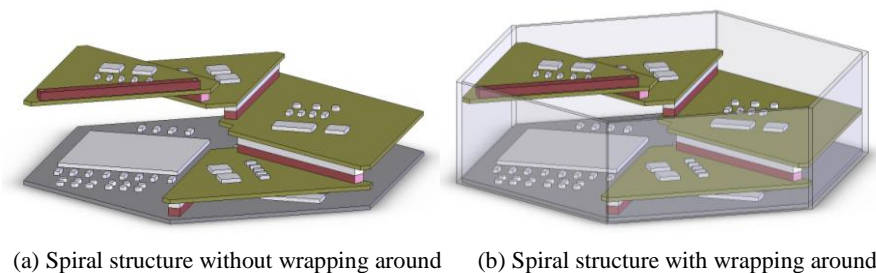 (a) Spiral structure without wrapping around
(b) Spiral structure with wrapping around